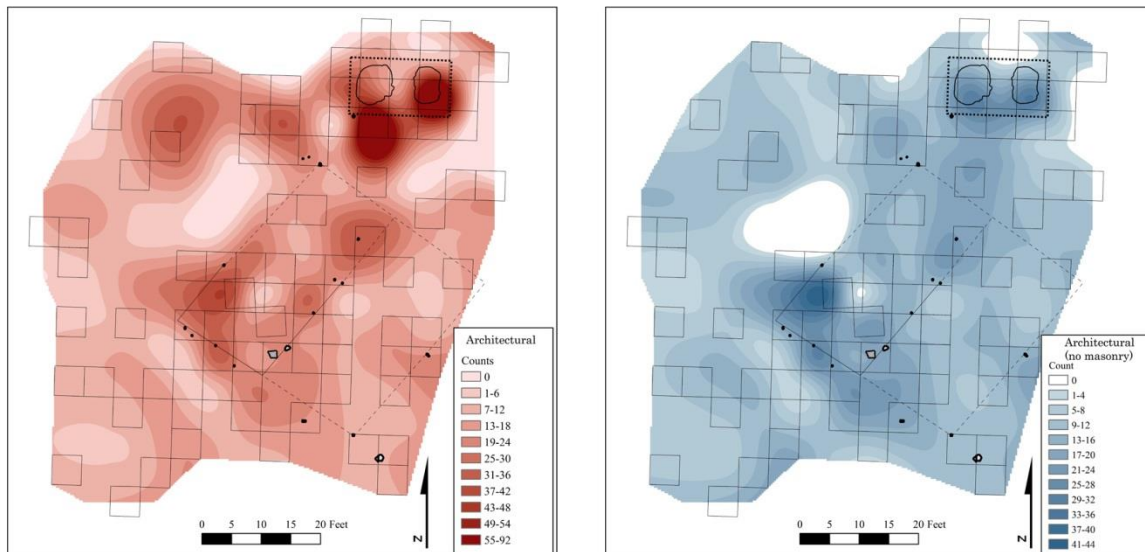 Architectural
Counts
0
1-6
7-12
13-18
19-24
25-30
31-36
37-42
43-48
49-54
55-92
0 5 10 15 20 Feet
N
Architectural
(no masonry)
Count
0
1-4
5-8
9-12
13-16
17-20
21-24
25-28
29-32
33-36
37-40
41-44
0 5 10 15 20 Feet
N